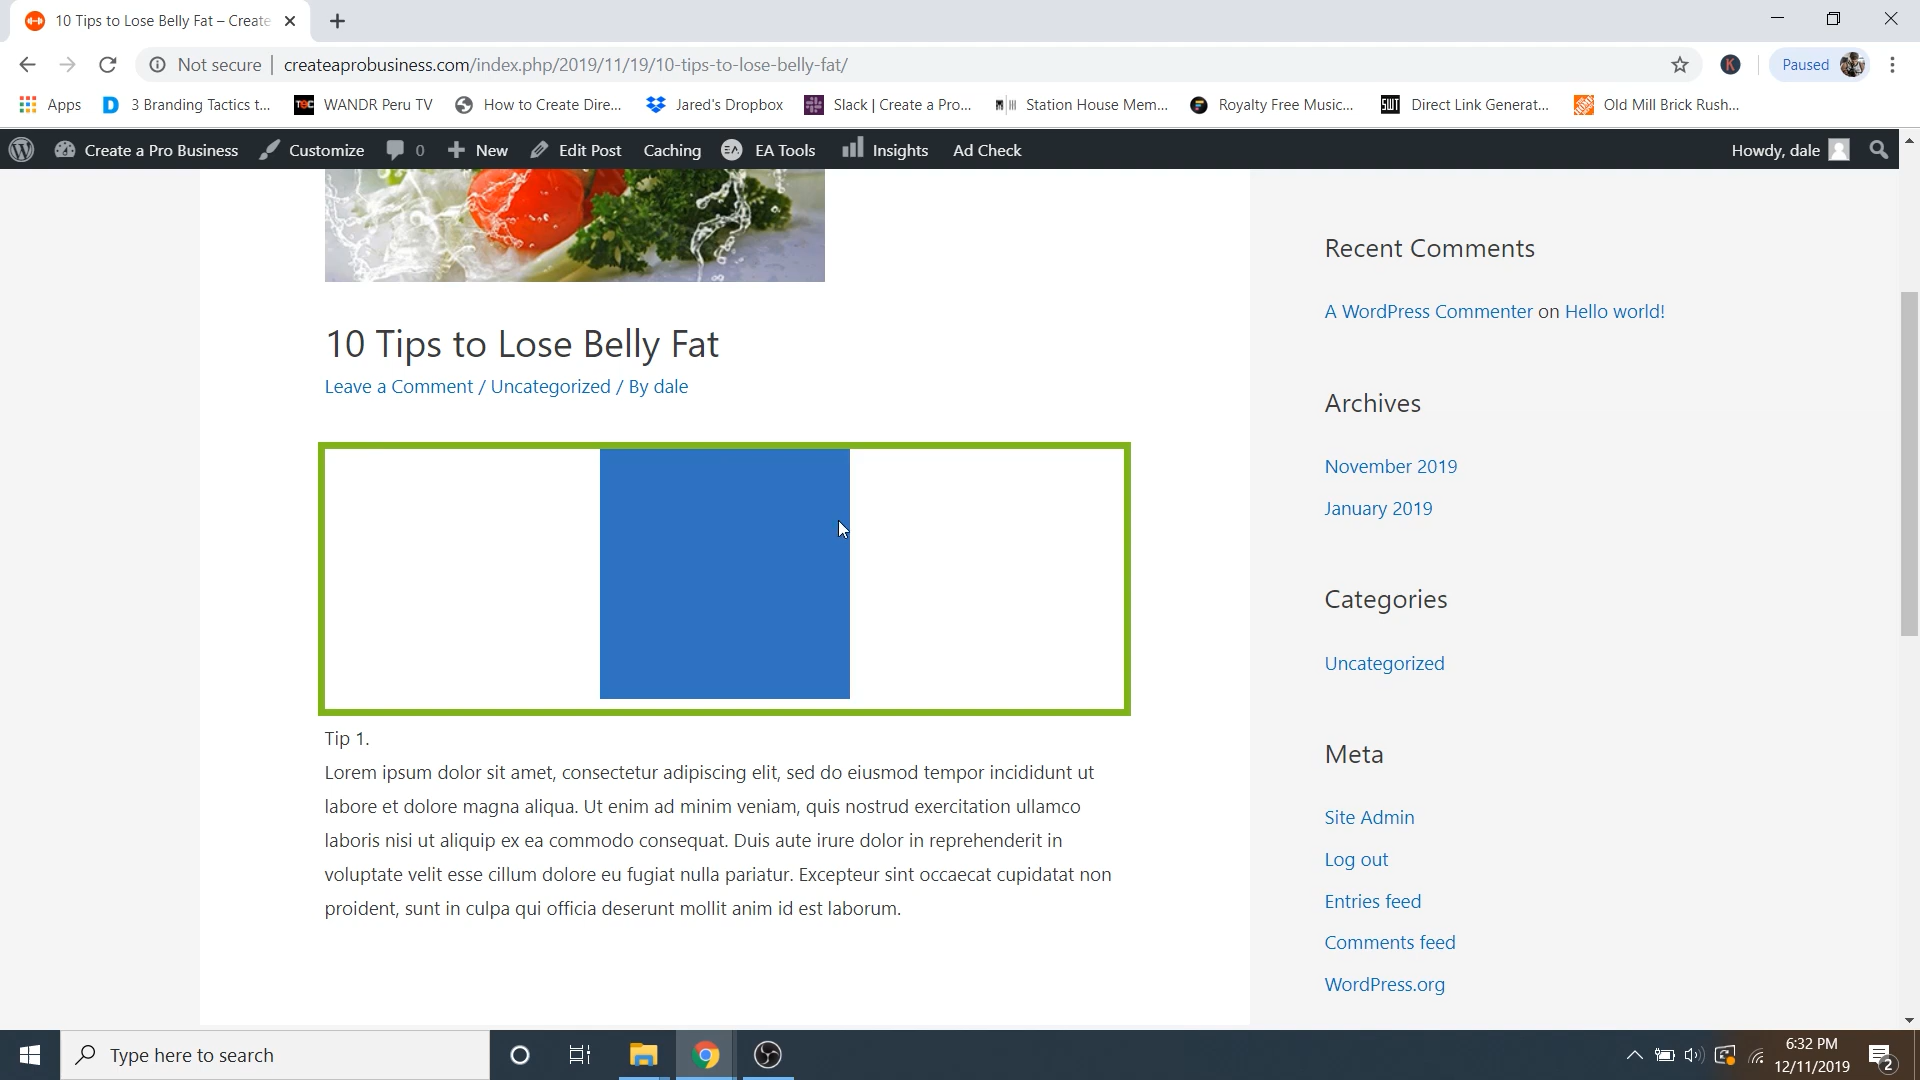 10 Tips to Lose Belly Fat – Create
Not secure | createaprobusiness.com/index.php/2019/11/19/10-tips-to-lose-belly-fat/
K
Paused
Apps
3 Branding Tactics t...
WANDR Peru TV
How to Create Dire...
Jared's Dropbox
Slack | Create a Pro...
Station House Mem...
Royalty Free Music...
Direct Link Generat...
Old Mill Brick Rush...
Create a Pro Business
Customize
0
New
Edit Post
Caching
EA
EA Tools
Insights
Ad Check
Howdy, dale
10 Tips to Lose Belly Fat
Leave a Comment / Uncategorized / By dale
Tip 1.
Lorem ipsum dolor sit amet, consectetur adipiscing elit, sed do eiusmod tempor incididunt ut
labore et dolore magna aliqua. Ut enim ad minim veniam, quis nostrud exercitation ullamco
laboris nisi ut aliquip ex ea commodo consequat. Duis aute irure dolor in reprehenderit in
voluptate velit esse cillum dolore eu fugiat nulla pariatur. Excepteur sint occaecat cupidatat non
proident, sunt in culpa qui officia deserunt mollit anim id est laborum.
Recent Comments
A WordPress Commenter on Hello world!
Archives
November 2019
January 2019
Categories
Uncategorized
Meta
Site Admin
Log out
Entries feed
Comments feed
WordPress.org
Type here to search
6:32 PM
12/11/2019
2